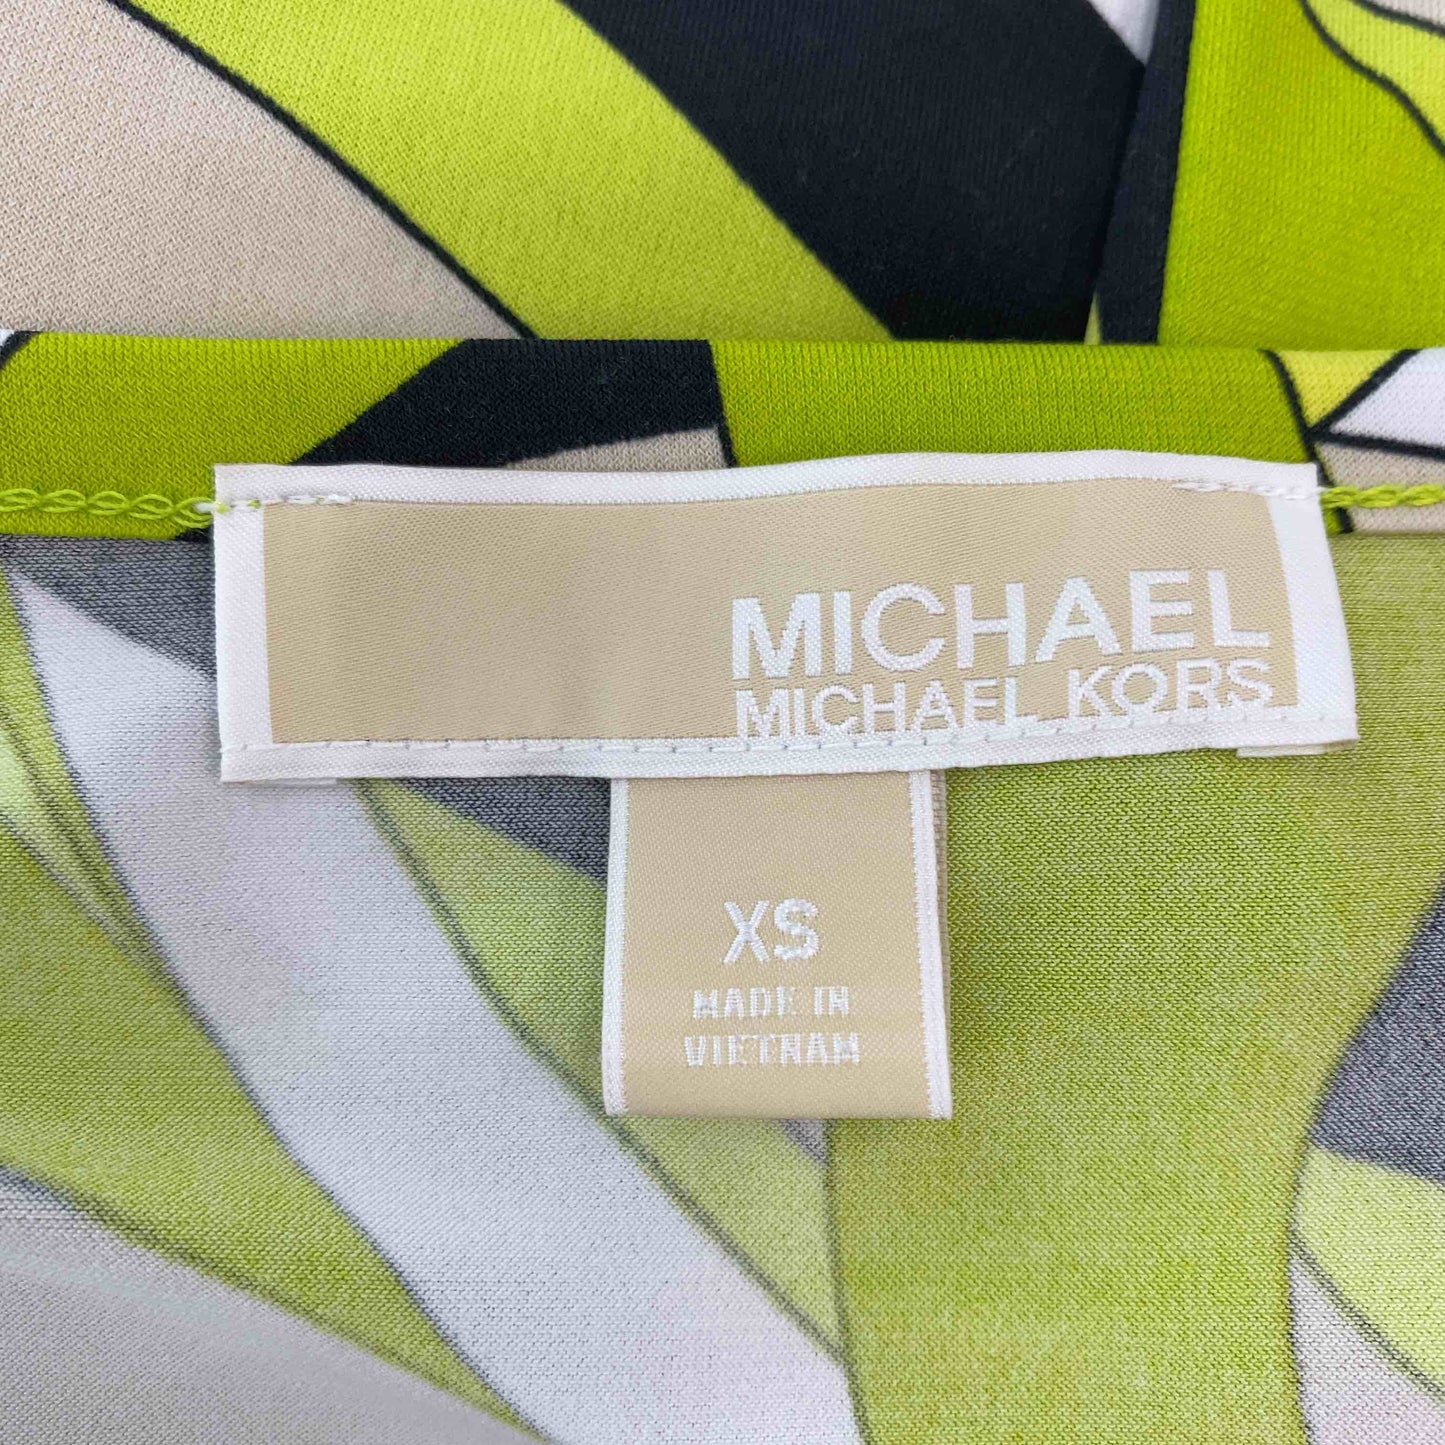 MICHAEL
MICHAEL KORS
XS
MADE IN
VIETNAM